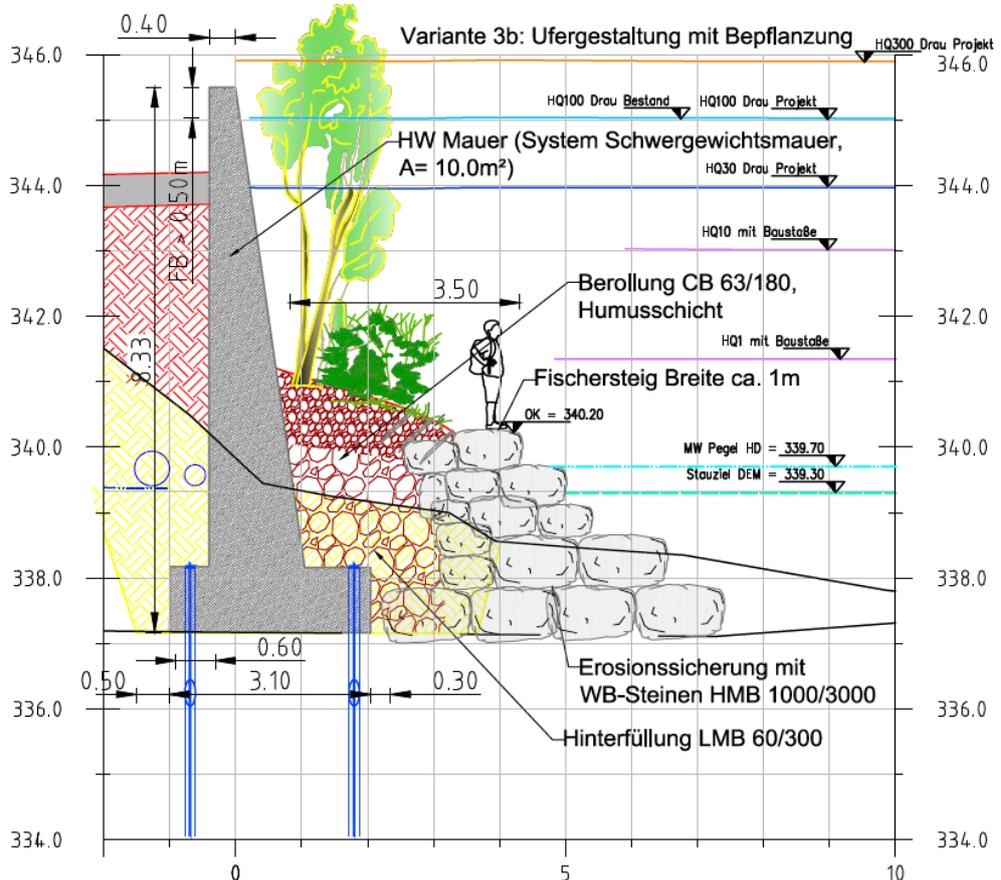 0.40
Variante 3b: Ufergestaltung mit Bepflanzung
HQ300 Drau Projekt
346.0
346.0
HQ100 Drau Bestand
HQ100 Drau Projekt
HW Mauer (System Schwergewichtsmauer,
A= 10,0m²)
HQ30 Drau Projekt
344.0
344.0
FB > 0.50m
HQ10 mit Baustaße
Berollung CB 63/180,
Humusschicht
3.50
342.0
342.0
8.33
HQ1 mit Baustaße
Fischersteig Breite ca. 1m
OK = 340.20
340.0
340.0
MW Pegel HD = 339.70
Stauziel DEM = 339.30
338.0
338.0
0.60
Erosionssicherung mit
WB-Steinen HMB 1000/3000
0.50
3.10
0.30
336.0
336.0
Hinterfüllung LMB 60/300
334.0
334.0
0
5
10